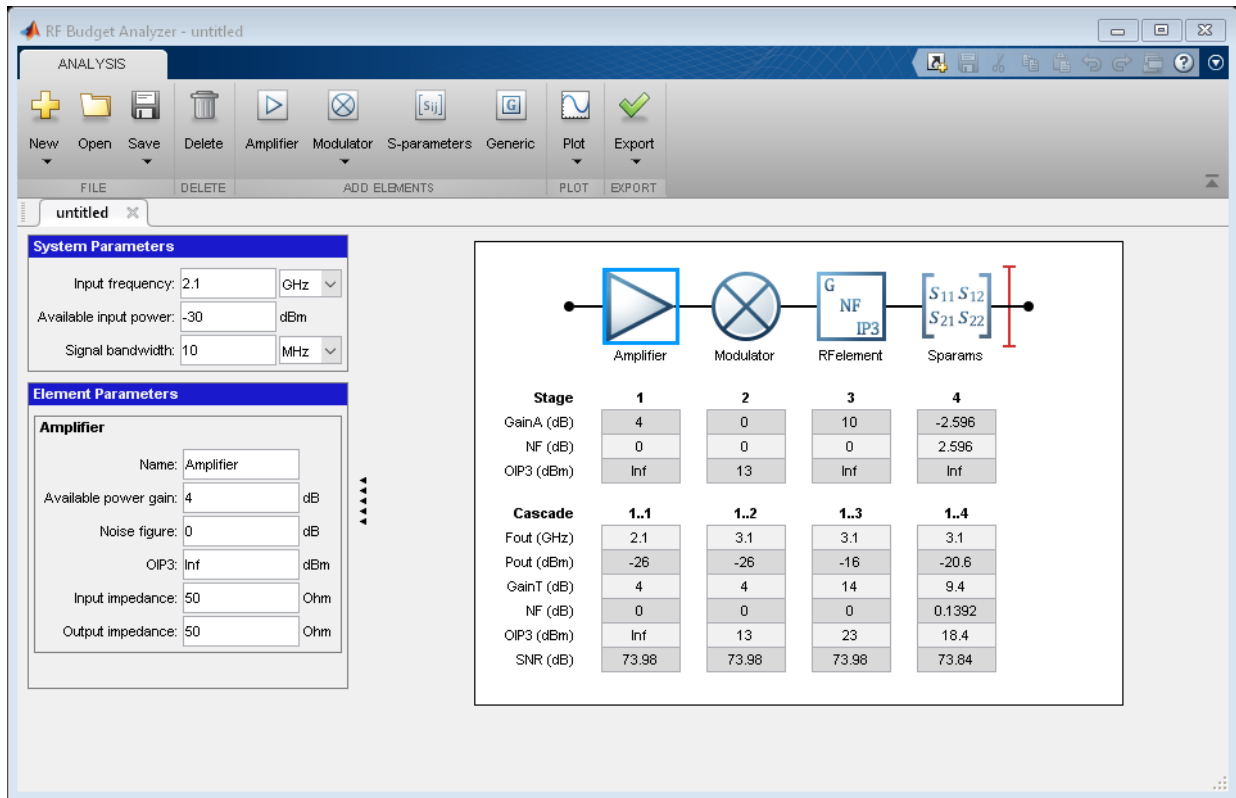 RF Budget Analyzer - untitled
ANALYSIS
New Open Save Delete Amplifier Modulator S-parameters Generic Plot Export
[Sij] G
FILE DELETE ADD ELEMENTS PLOT EXPORT
untitled
System Parameters
Input frequency: 2.1 GHz
Available input power: -30 dBm
Signal bandwidth: 10 MHz
Element Parameters
Amplifier
Name: Amplifier
Available power gain: 4 dB
Noise figure: 0 dB
OIP3: Inf dBm
Input impedance: 50 Ohm
Output impedance: 50 Ohm
G
NF
IP3
S11 S12
S21 S22
Amplifier Modulator RFelement Sparams
Stage 1 2 3 4
GainA (dB) 4 0 10 -2.596
NF (dB) 0 0 0 2.596
OIP3 (dBm) Inf 13 Inf Inf
Cascade 1..1 1..2 1..3 1..4
Fout (GHz) 2.1 3.1 3.1 3.1
Pout (dBm) -26 -26 -16 -20.6
GainT (dB) 4 4 14 9.4
NF (dB) 0 0 0 0.1392
OIP3 (dBm) Inf 13 23 18.4
SNR (dB) 73.98 73.98 73.98 73.84